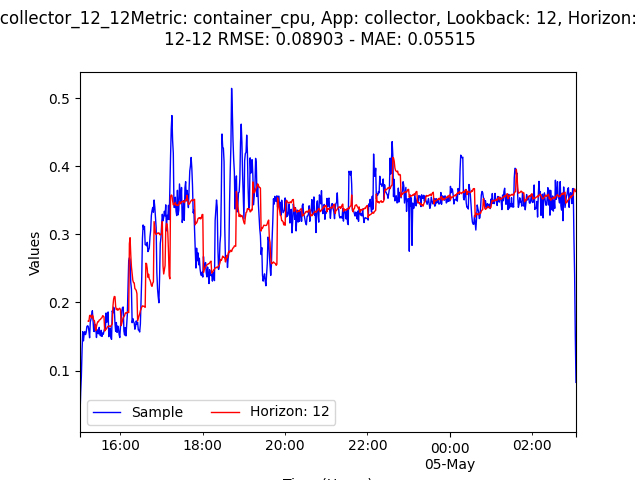 collector_12_12Metric: container_cpu, App: collector, Lookback: 12, Horizon:
12-12 RMSE: 0.08903 - MAE: 0.05515
0.5
0.4
0.3
0.2
0.1
Values
Sample
Horizon: 12
16:00
18:00
20:00
22:00
00:00
02:00
05-May